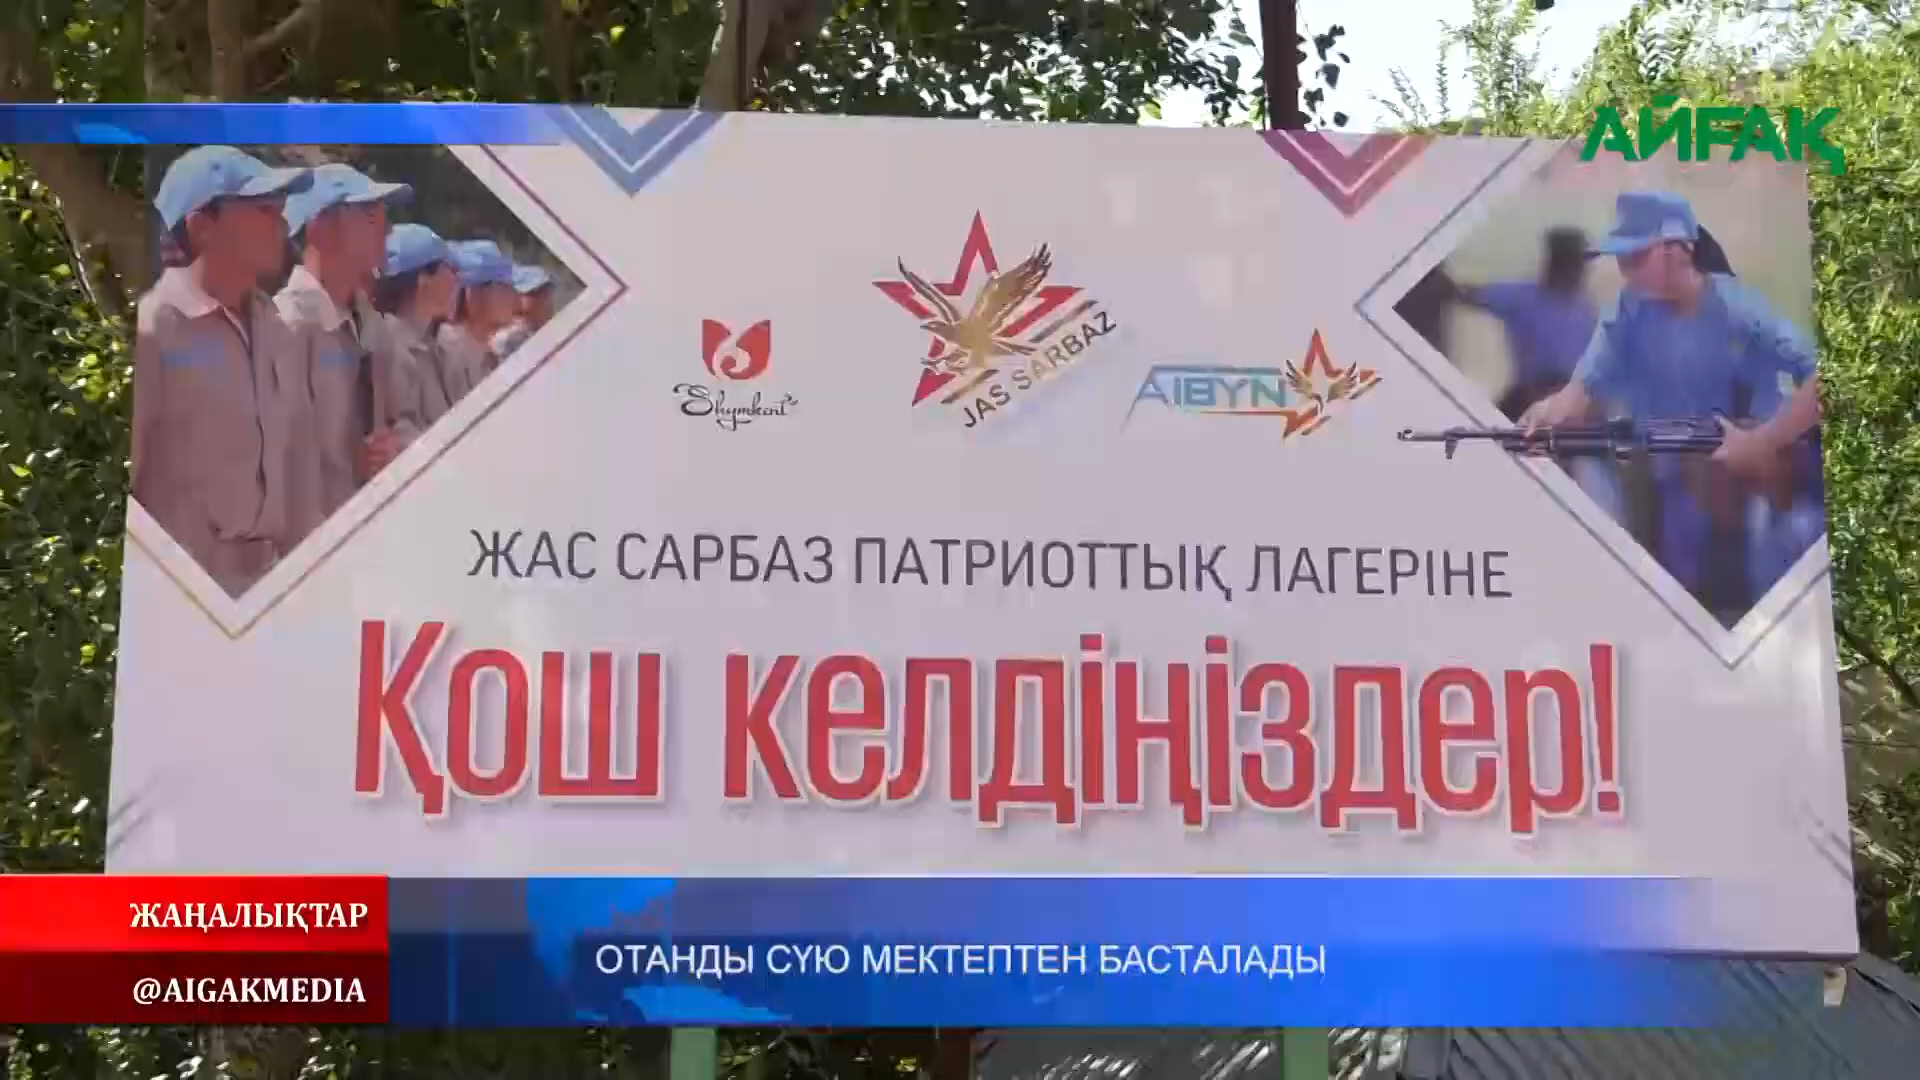 АЙҒАҚ
Shymkent
JAS SARBAZ
AIBYN
ЖАС САРБАЗ ПАТРИОТТЫҚ ЛАГЕРІНЕ
Қош келдіңіздер!
ЖАҢАЛЫҚТАР
@AIGAKMEDIA
ОТАНДЫ СҮЮ МЕКТЕПТЕН БАСТАЛАДЫ